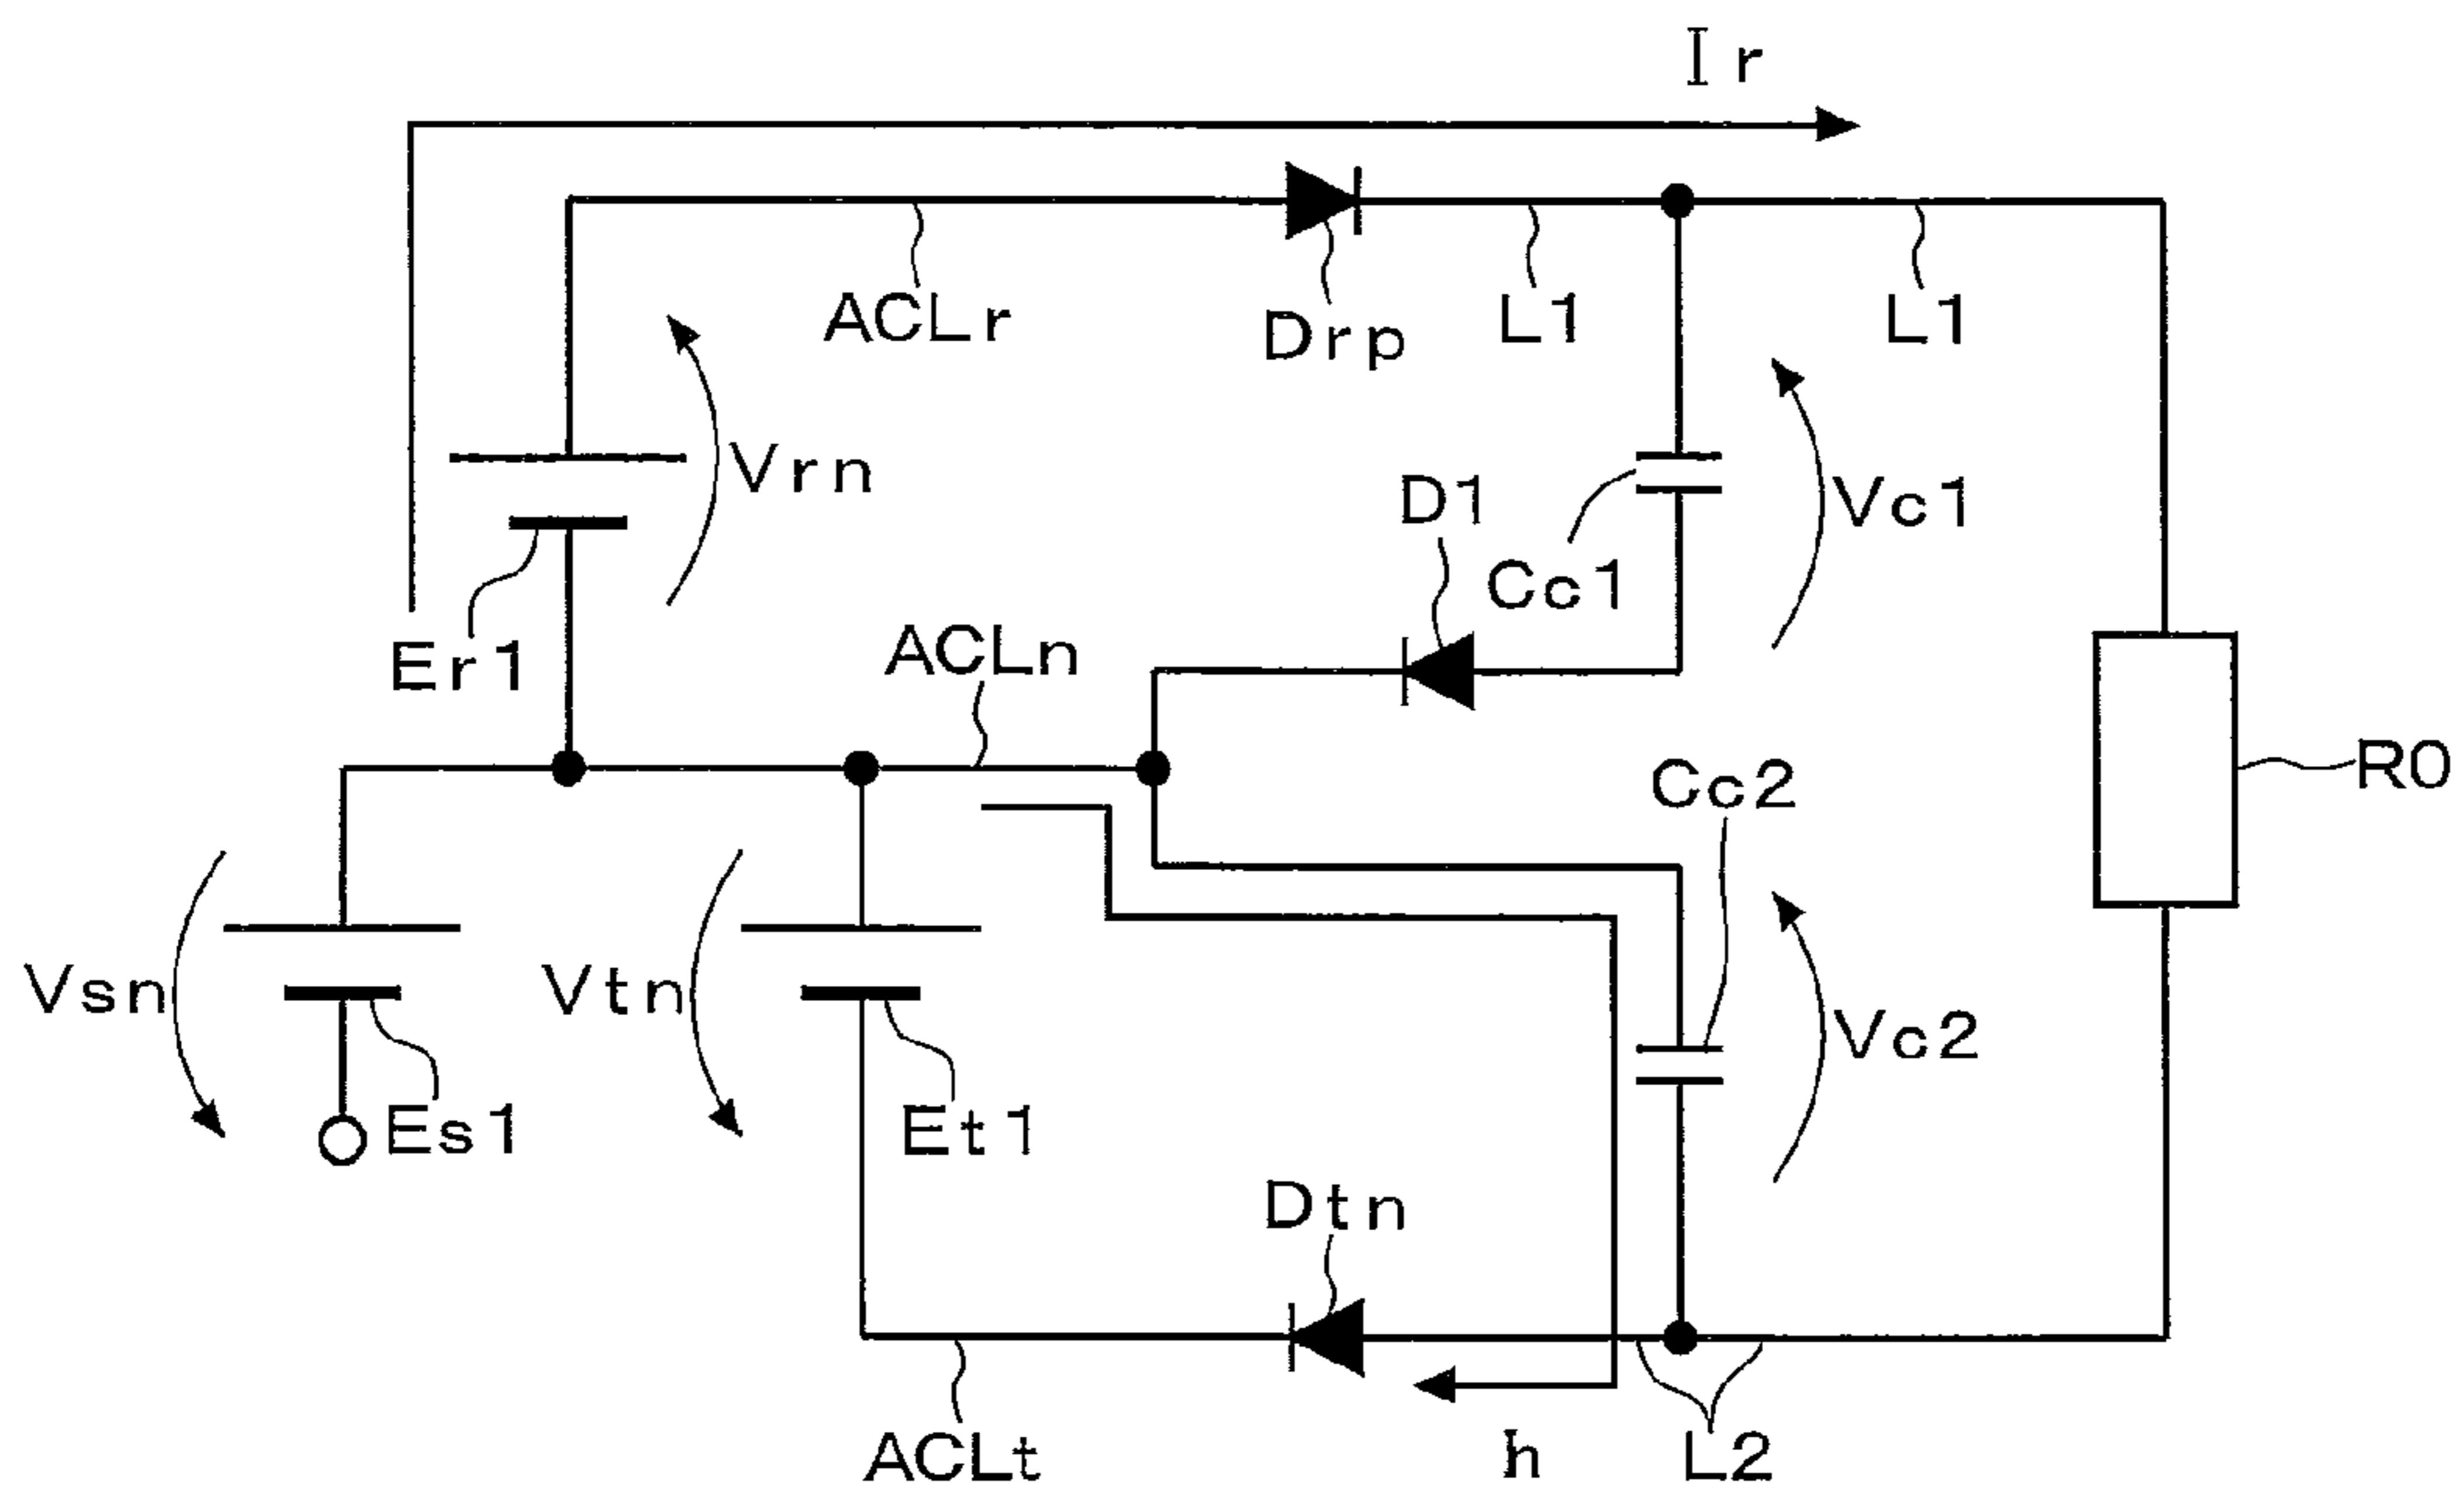 Ir
ACLr
Drp
L1
L1
Vrn
D1
Cc1
Vc1
Er1
ACLn
Cc2
R0
Vsn
Vtn
Vc2
Es1
Et1
Dtn
ACLt
h
L2